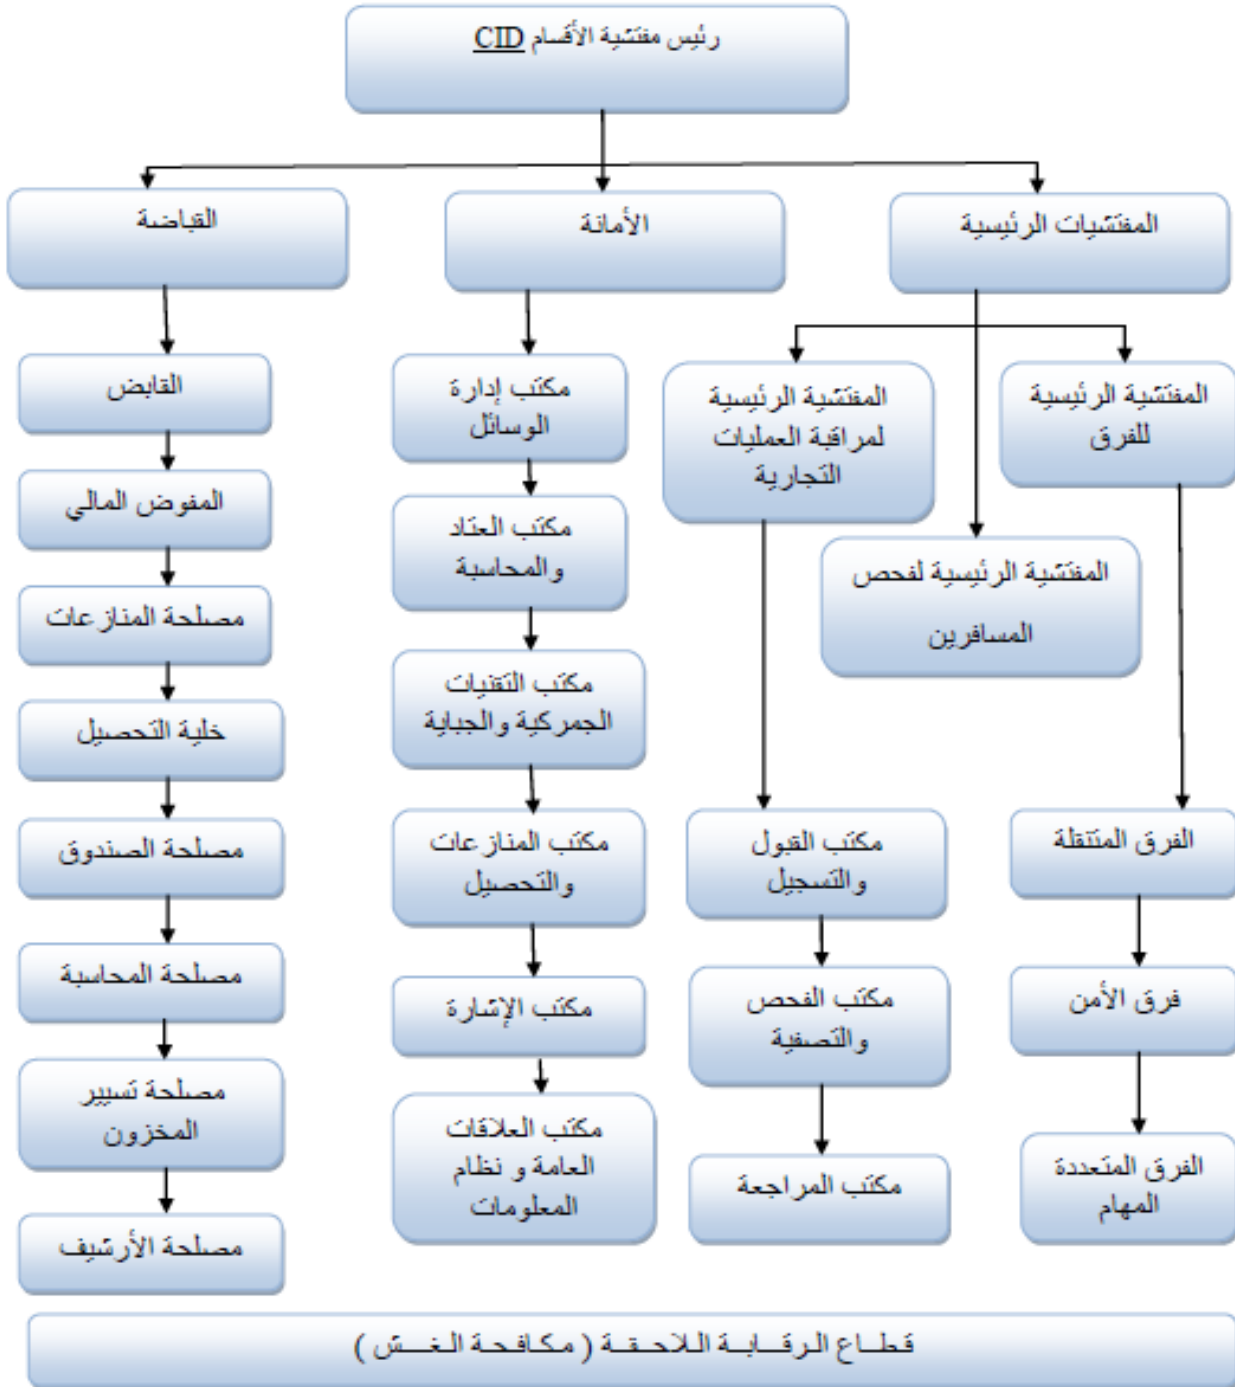 رئيس مفتشية الأقسام CID
المفتشيات الرئيسية
الأمانة
القباضة
المفتشية الرئيسية
للفرق
المفتشية الرئيسية
لمراقبة العمليات
التجارية
المفتشية الرئيسية لفحص
المسافرين
الفرق المتنقلة
فرق الأمن
الفرق المتعددة
المهام
مكتب القبول
والتسجيل
مكتب الفحص
والتصفية
مكتب المراجعة
مكتب إدارة
الوسائل
مكتب العتاد
والمحاسبة
مكتب التقنيات
الجمركية والجباية
مكتب المنازعات
والتحصيل
مكتب الإشارة
مكتب العلاقات
العامة و نظام
المعلومات
القابض
المفوض المالي
مصلحة المنازعات
خلية التحصيل
مصلحة الصندوق
مصلحة المحاسبة
مصلحة تسيير
المخزون
مصلحة الأرشيف
قطاع الرقابة اللاحقة ( مكافحة الغش )